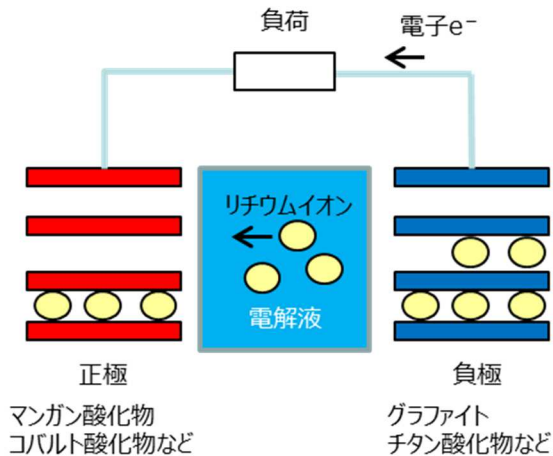 負荷
電子e⁻
リチウムイオン
電解液
正極
負極
マンガン酸化物
コバルト酸化物など
グラファイト
チタン酸化物など